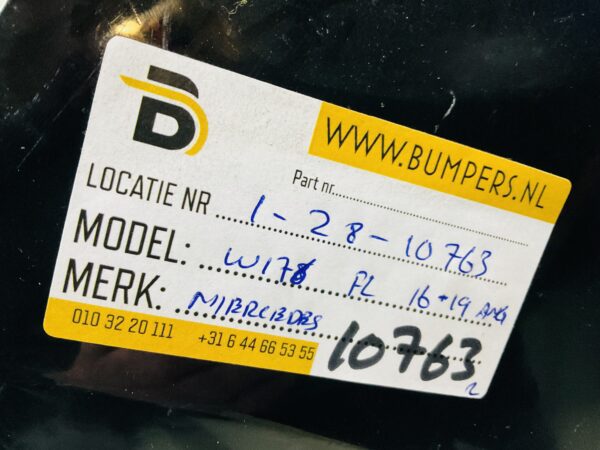 WWW.BUMPERS.NL
Part nr.
LOCATIE NR 1-28-10763
MODEL: W176 FL 16+19 AMG
MERK: MERCEDES
010 32 20 111 +31 6 44 66 53 55 10763